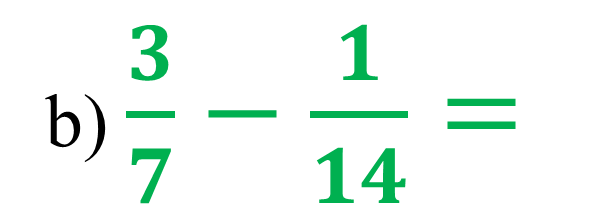 b) 3/7 − 1/14 =